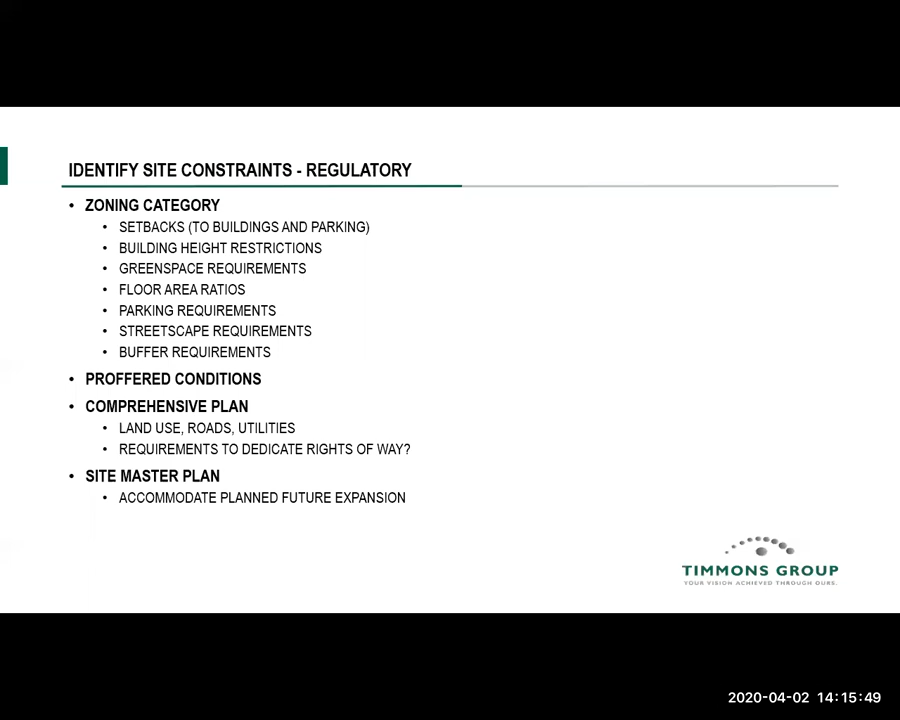 IDENTIFY SITE CONSTRAINTS - REGULATORY
• ZONING CATEGORY
• SETBACKS (TO BUILDINGS AND PARKING)
• BUILDING HEIGHT RESTRICTIONS
• GREENSPACE REQUIREMENTS
• FLOOR AREA RATIOS
• PARKING REQUIREMENTS
• STREETSCAPE REQUIREMENTS
• BUFFER REQUIREMENTS
• PROFFERED CONDITIONS
• COMPREHENSIVE PLAN
• LAND USE, ROADS, UTILITIES
• REQUIREMENTS TO DEDICATE RIGHTS OF WAY?
• SITE MASTER PLAN
• ACCOMMODATE PLANNED FUTURE EXPANSION
TIMMONS GROUP
YOUR VISION ACHIEVED THROUGH OURS.
2020-04-02 14:15:49